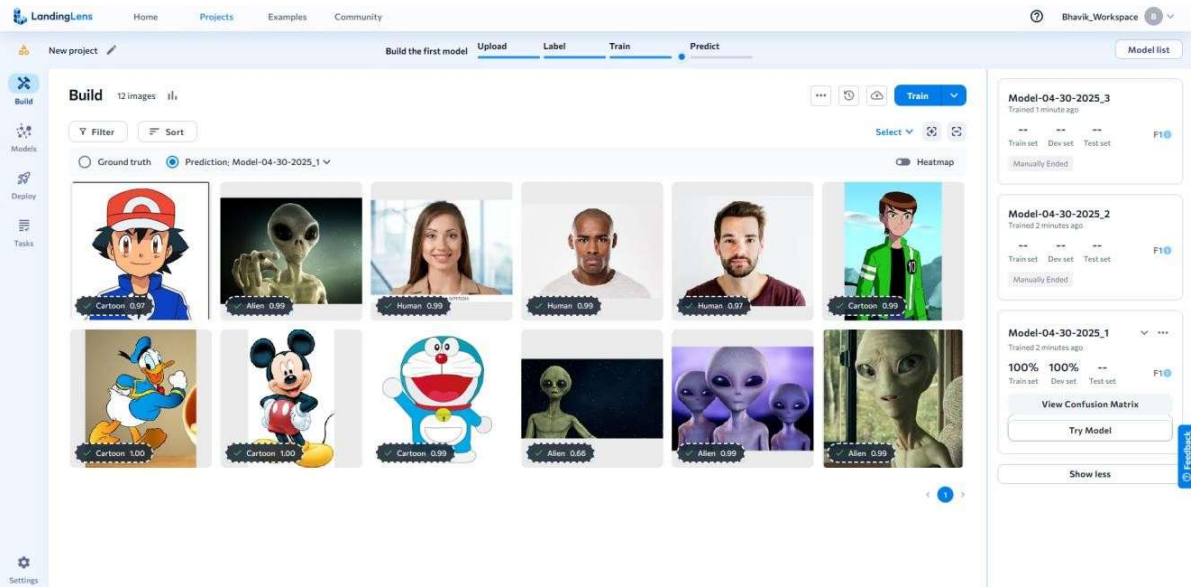 LandingLens Home Projects Examples Community Bhavik_Workspace B
New project Build the first model Upload Label Train Predict Model list
Build
Models
Deploy
Tasks
Settings
Build 12 images Train
Filter Sort Select
Ground truth Prediction: Model-04-30-2025_1 Heatmap
Cartoon 0.97 Alien 0.99 Human 0.99 Human 0.99 Human 0.97 Cartoon 0.99
Cartoon 1.00 Cartoon 1.00 Cartoon 0.99 Alien 0.66 Alien 0.99 Alien 0.99
1
Model-04-30-2025_3
Trained 1 minute ago
-- -- --
Train set Dev set Test set F1
Manually Ended
Model-04-30-2025_2
Trained 2 minutes ago
-- -- --
Train set Dev set Test set F1
Manually Ended
Model-04-30-2025_1
Trained 2 minutes ago
100% 100% --
Train set Dev set Test set F1
View Confusion Matrix
Try Model
Show less
Feedback